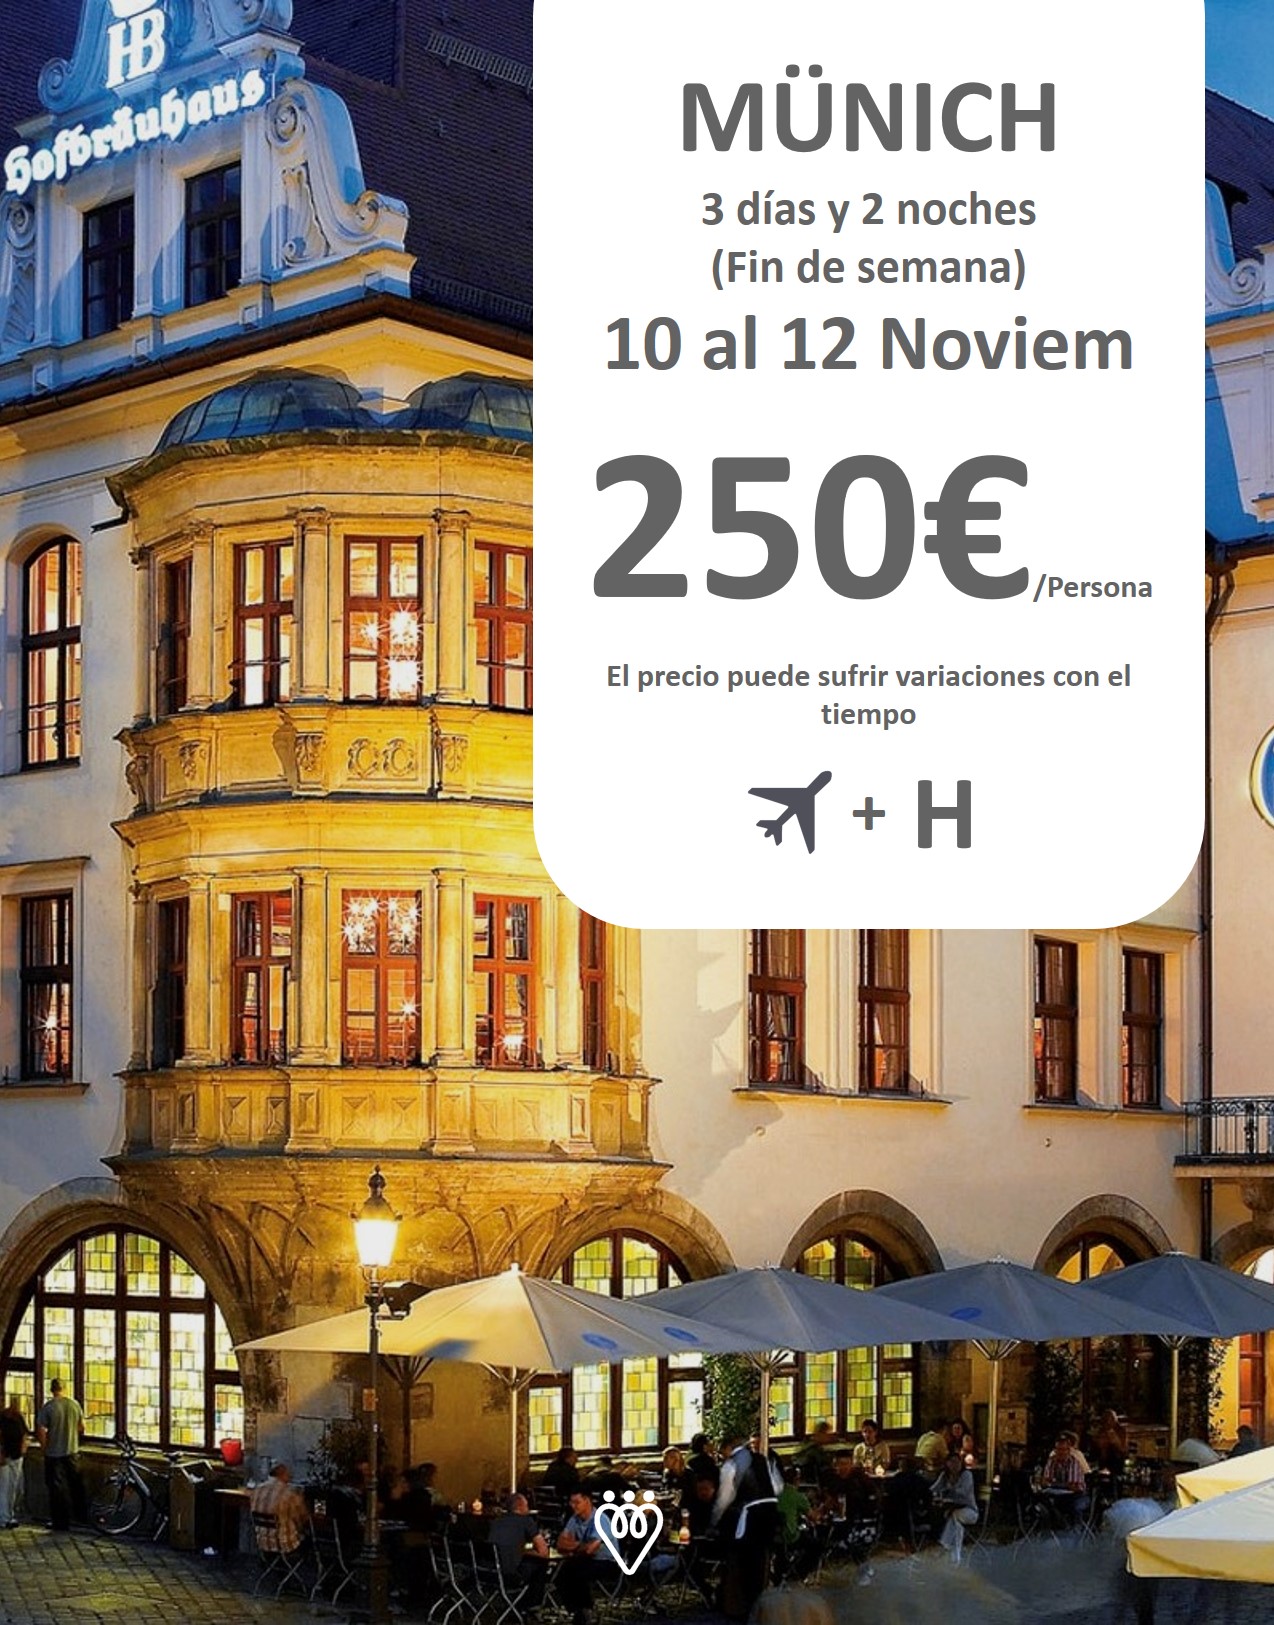 HB
Hofbräuhaus
MÜNICH
3 días y 2 noches
(Fin de semana)
10 al 12 Noviem
250€/Persona
El precio puede sufrir variaciones con el
tiempo
+ H